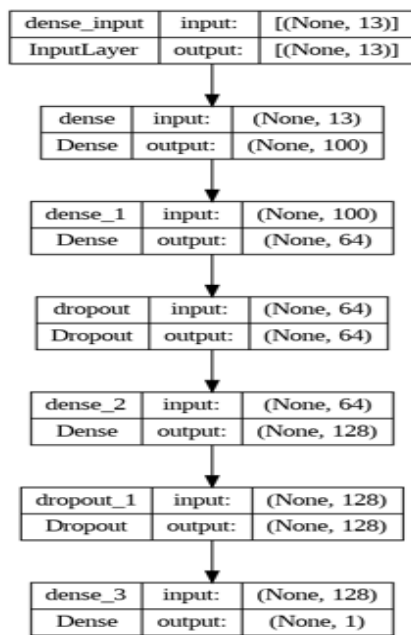 dense_input input: [(None, 13)]
InputLayer output: [(None, 13)]
dense input: (None, 13)
Dense output: (None, 100)
dense_1 input: (None, 100)
Dense output: (None, 64)
dropout input: (None, 64)
Dropout output: (None, 64)
dense_2 input: (None, 64)
Dense output: (None, 128)
dropout_1 input: (None, 128)
Dropout output: (None, 128)
dense_3 input: (None, 128)
Dense output: (None, 1)